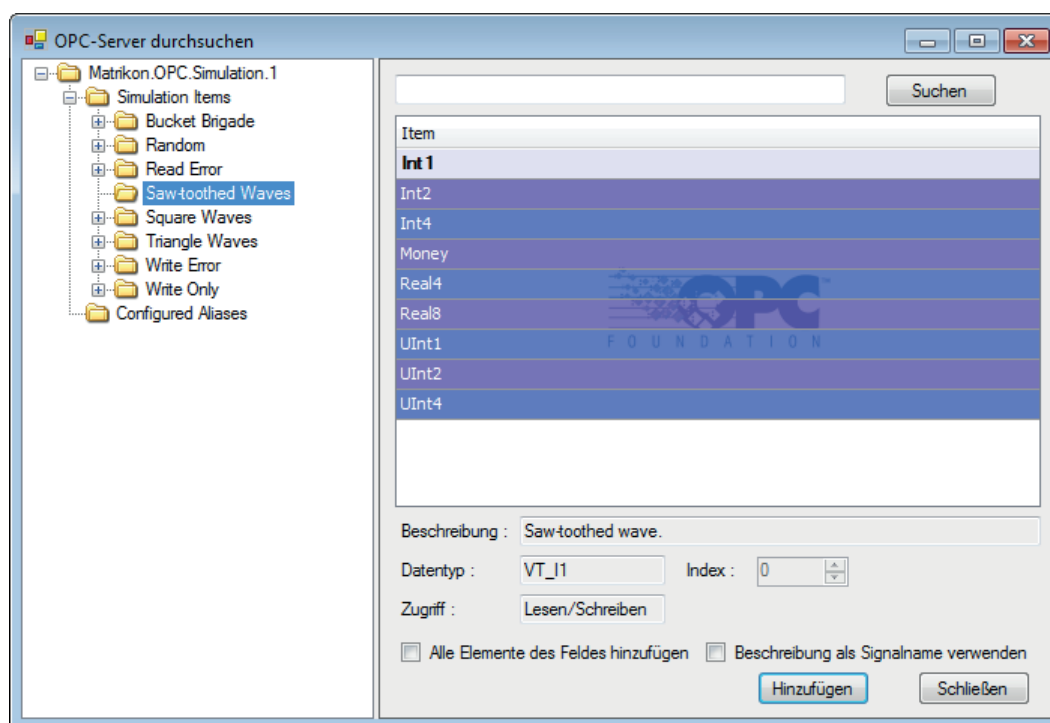 OPC-Server durchsuchen
Matrikon.OPC.Simulation.1
Simulation Items
Bucket Brigade
Random
Read Error
Saw-toothed Waves
Square Waves
Triangle Waves
Write Error
Write Only
Configured Aliases
Suchen
Item
Int1
Int2
Int4
Money
Real4
Real8
UInt1
UInt2
UInt4
OPC™
FOUNDATION
Beschreibung : Saw-toothed wave.
Datentyp : VT_I1 Index : 0
Zugriff : Lesen/Schreiben
Alle Elemente des Feldes hinzufügen Beschreibung als Signalname verwenden
Hinzufügen Schließen